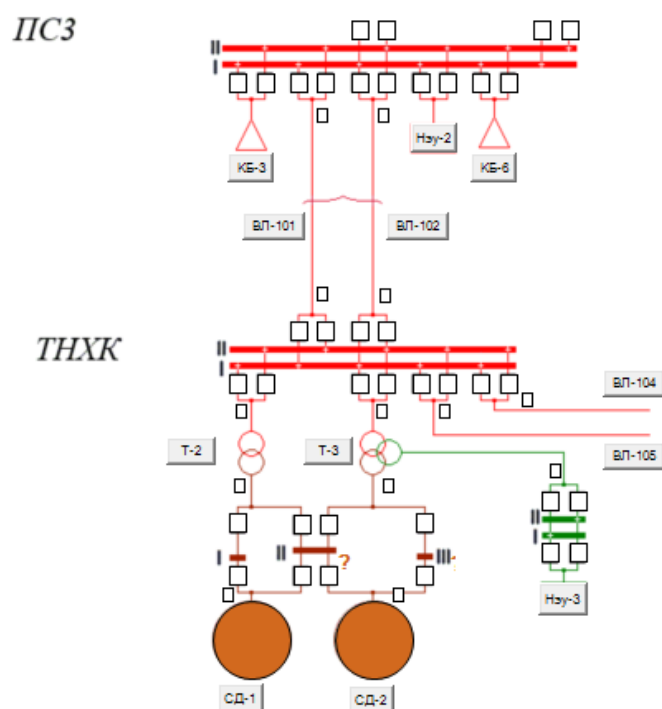 ПС3
II
I
Нэу-2
КБ-3
КБ-6
ВЛ-101
ВЛ-102
ТНХК
II
I
ВЛ-104
Т-2
Т-3
ВЛ-105
II
I
I
II
?
III
Нэу-3
СД-1
СД-2